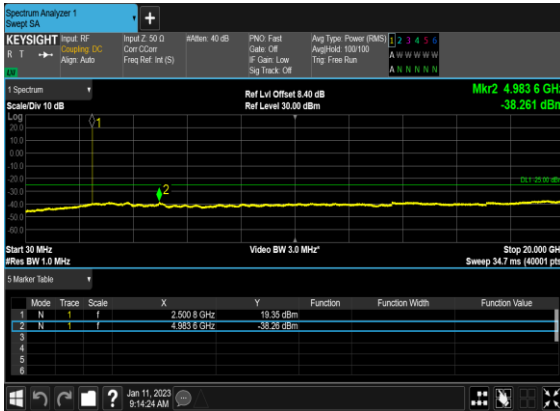 Spectrum Analyzer 1
Swept SA
+
KEYSIGHT Input: RF Input Z: 50 Ω #Atten: 40 dB PNO: Fast Avg Type: Power (RMS) 1 2 3 4 5 6
R T Coupling: DC Corr CCorr Gate: Off Avg|Hold: 100/100 A W W W W W
Align: Auto Freq Ref: Int (S) IF Gain: Low Trig: Free Run
Sig Track: Off A N N N N N
1 Spectrum Ref Lvl Offset 8.40 dB Mkr2 4.983 6 GHz
Scale/Div 10 dB Ref Level 30.00 dBm -38.261 dBm
Log
20.0 1
10.0
0.00
-10.0
-20.0 DL1 -25.00 dBm
-30.0 2
-40.0
-50.0
-60.0
Start 30 MHz Video BW 3.0 MHz* Stop 20.000 GHz
#Res BW 1.0 MHz Sweep 34.7 ms (40001 pts)
5 Marker Table
Mode Trace Scale X Y Function Function Width Function Value
1 N 1 f 2.500 8 GHz 19.35 dBm
2 N 1 f 4.983 6 GHz -38.26 dBm
3
4
5
6
? Jan 11, 2023
9:14:24 AM